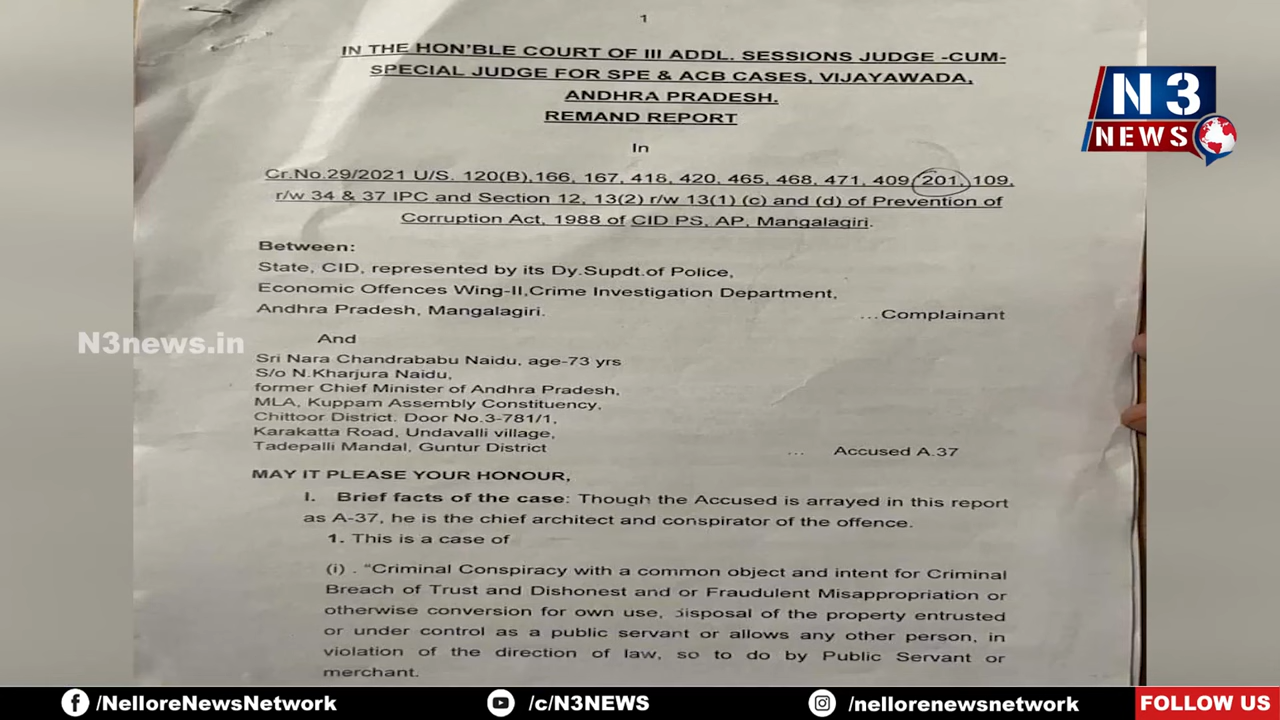 1
IN THE HON'BLE COURT OF III ADDL. SESSIONS JUDGE -CUM-
SPECIAL JUDGE FOR SPE & ACB CASES, VIJAYAWADA,
ANDHRA PRADESH.
REMAND REPORT
In
Cr.No.29/2021 U/S. 120(B),166, 167, 418, 420, 465, 468, 471, 409, 201, 109,
r/w 34 & 37 IPC and Section 12, 13(2) r/w 13(1) (c) and (d) of Prevention of
Corruption Act, 1988 of CID PS, AP, Mangalagiri.
Between:
State, CID, represented by its Dy.Supdt.of Police,
Economic Offences Wing-II,Crime Investigation Department,
Andhra Pradesh, Mangalagiri. ...Complainant
And
Sri Nara Chandrababu Naidu, age-73 yrs
S/o N.Kharjura Naidu,
former Chief Minister of Andhra Pradesh,
MLA, Kuppam Assembly Constituency,
Chittoor District. Door No.3-781/1,
Karakatta Road, Undavalli village,
Tadepalli Mandal, Guntur District ... Accused A.37
MAY IT PLEASE YOUR HONOUR,
I. Brief facts of the case: Though the Accused is arrayed in this report
as A-37, he is the chief architect and conspirator of the offence.
1. This is a case of
(i) . “Criminal Conspiracy with a common object and intent for Criminal
Breach of Trust and Dishonest and or Fraudulent Misappropriation or
otherwise conversion for own use, disposal of the property entrusted
or under control as a public servant or allows any other person, in
violation of the direction of law, so to do by Public Servant or
merchant.
N3 NEWS
N3news.in
/NelloreNewsNetwork
/c/N3NEWS
/nellorenewsnetwork
FOLLOW US